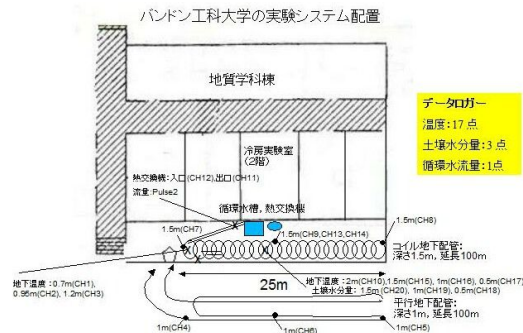 バンドン工科大学の実験システム配置
地質学科棟
データロガー
温度:17点
土壌水分量:3点
循環水流量:1点
冷房実験室
(2階)
熱交換機:入口(CH12),出口(CH11)
流量:Pulse2
循環水槽,熱交換機
1.5m(CH7)
1.5m(CH9,CH13,CH14)
1.5m(CH8)
コイル地下配管:
深さ1.5m,延長100m
地下温度:0.7m(CH1),
0.95m(CH2), 1.2m(CH3)
25m
地下温度:2m(CH10),1.5m(CH15), 1m(CH16), 0.5m(CH17)
土壌水分量:1.5m (CH20), 1m(CH19), 0.5m(CH18)
平行地下配管:
深さ1m,延長100m
1m(CH4)
1m(CH6)
1m(CH5)